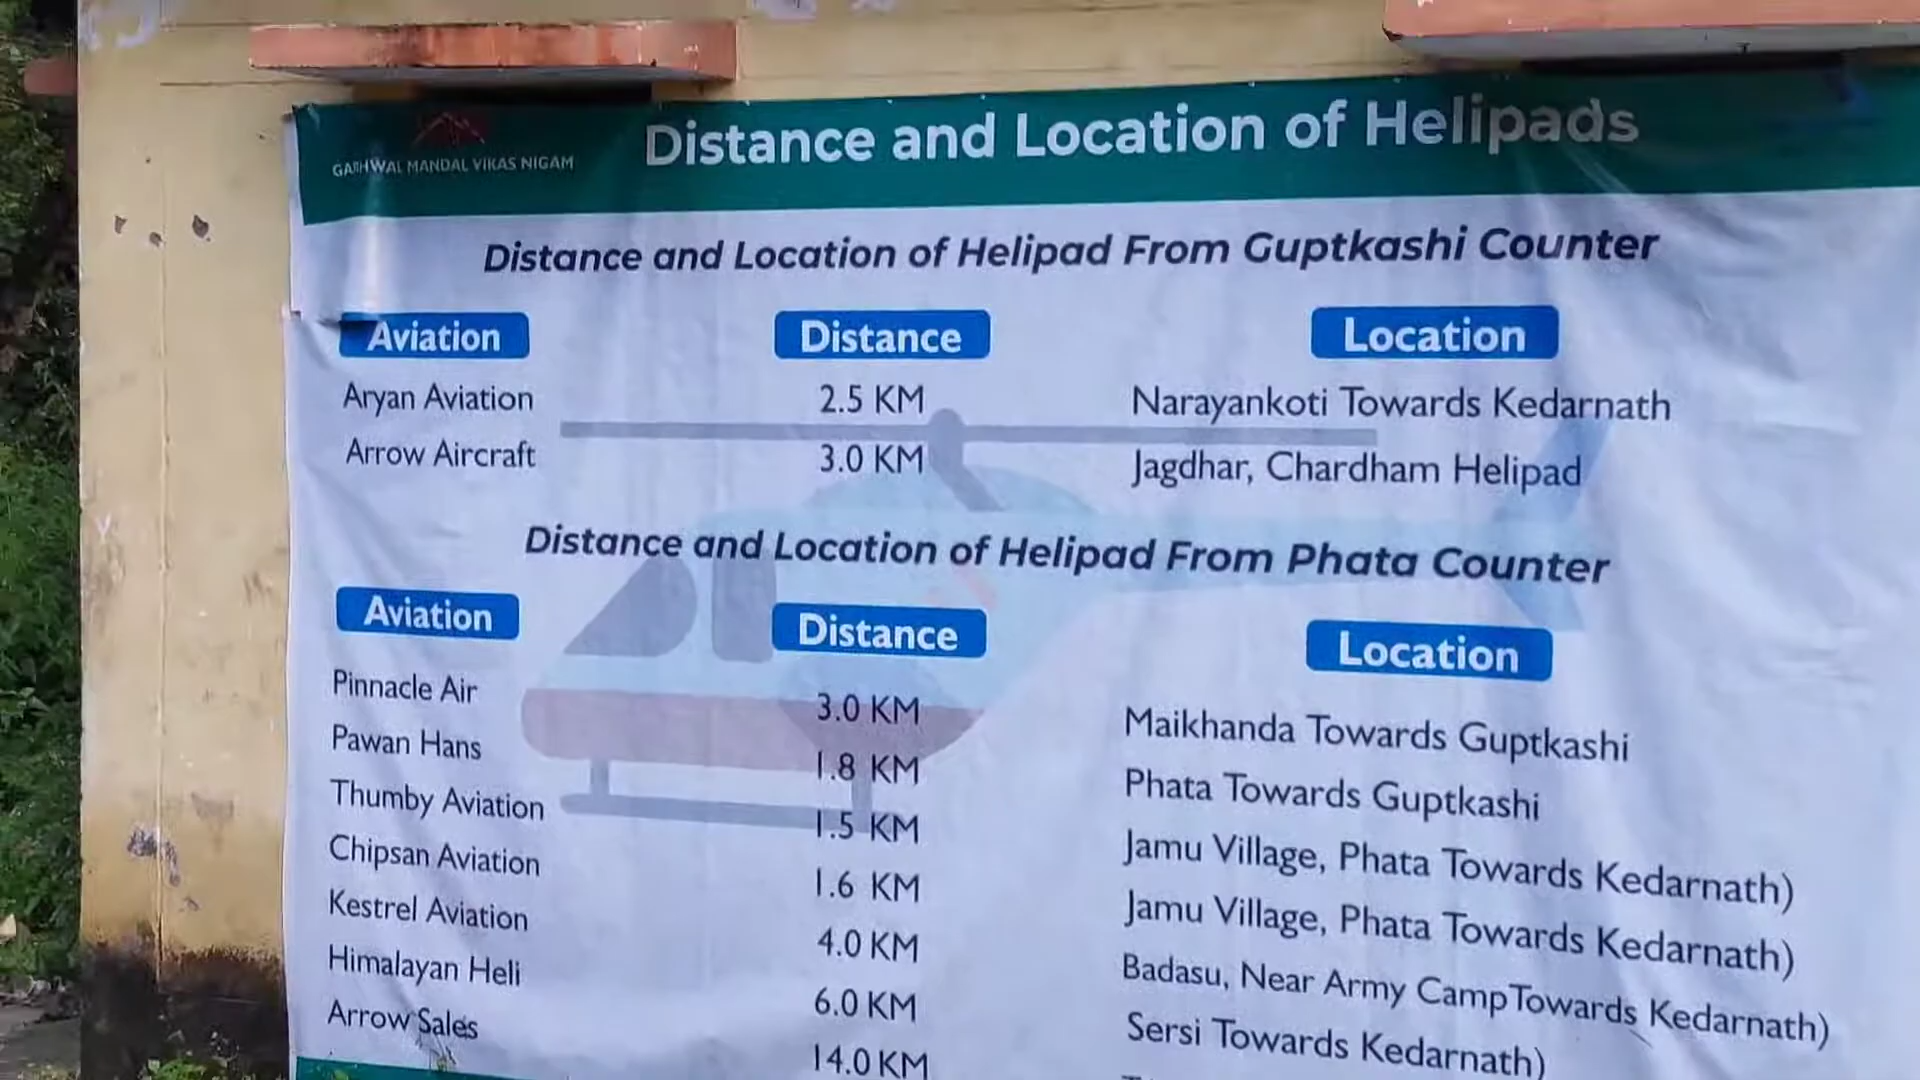 GARHWAL MANDAL VIKAS NIGAM
Distance and Location of Helipads
Distance and Location of Helipad From Guptkashi Counter
Aviation Distance Location
Aryan Aviation 2.5 KM Narayankoti Towards Kedarnath
Arrow Aircraft 3.0 KM Jagdhar, Chardham Helipad
Distance and Location of Helipad From Phata Counter
Aviation Distance Location
Pinnacle Air 3.0 KM Maikhanda Towards Guptkashi
Pawan Hans 1.8 KM Phata Towards Guptkashi
Thumby Aviation 1.5 KM Jamu Village, Phata Towards Kedarnath)
Chipsan Aviation 1.6 KM Jamu Village, Phata Towards Kedarnath)
Kestrel Aviation 4.0 KM Badasu, Near Army Camp Towards Kedarnath)
Himalayan Heli 6.0 KM Sersi Towards Kedarnath)
Arrow Sales 14.0 KM